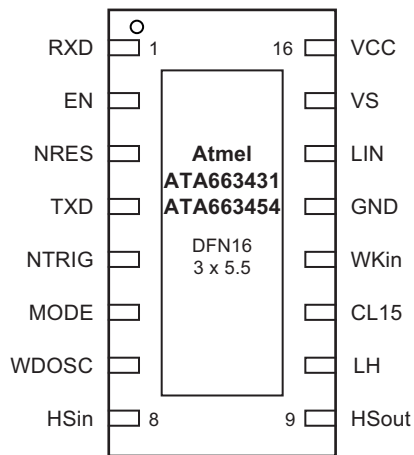 RXD 1 16 VCC
EN VS
NRES Atmel LIN
ATA663431
TXD ATA663454 GND
DFN16
NTRIG 3 x 5.5 WKin
MODE CL15
WDOSC LH
HSin 8 9 HSout